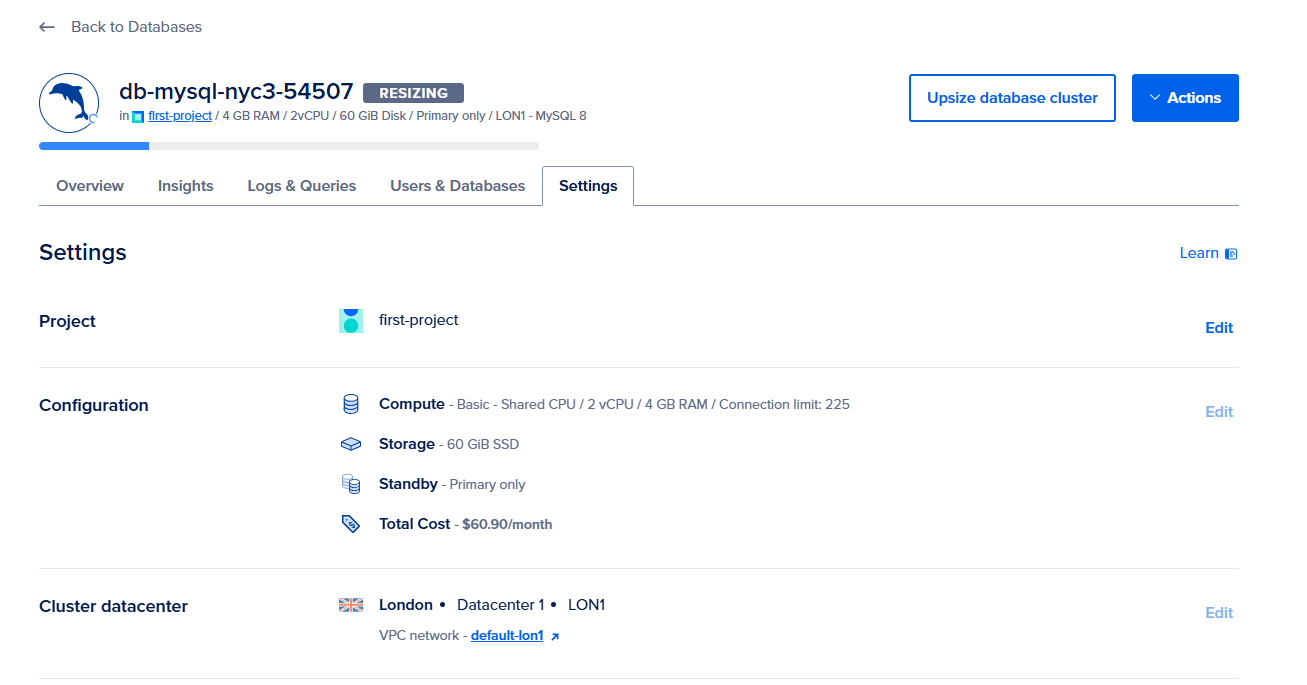 ← Back to Databases
db-mysql-nyc3-54507 RESIZING
in first-project / 4 GB RAM / 2vCPU / 60 GiB Disk / Primary only / LON1 - MySQL 8
Upsize database cluster
Actions
Overview Insights Logs & Queries Users & Databases Settings
Settings
Learn
Project
first-project
Edit
Configuration
Compute - Basic - Shared CPU / 2 vCPU / 4 GB RAM / Connection limit: 225
Edit
Storage - 60 GiB SSD
Standby - Primary only
Total Cost - $60.90/month
Cluster datacenter
London • Datacenter 1 • LON1
Edit
VPC network - default-lon1